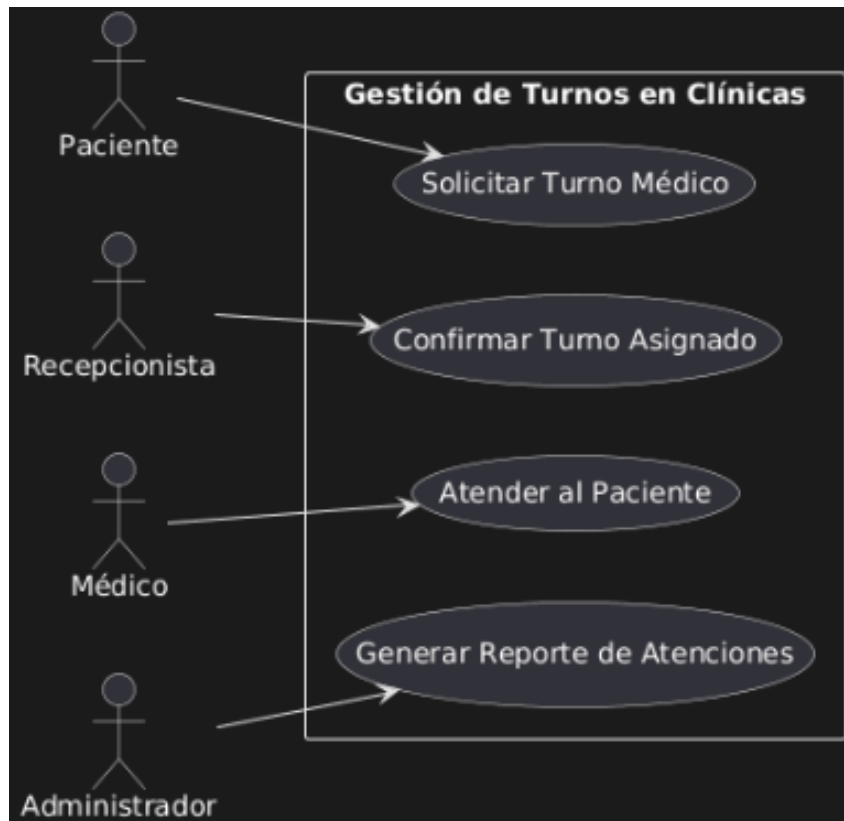 Gestión de Turnos en Clínicas
Paciente
Solicitar Turno Médico
Recepcionista
Confirmar Turno Asignado
Médico
Atender al Paciente
Administrador
Generar Reporte de Atenciones